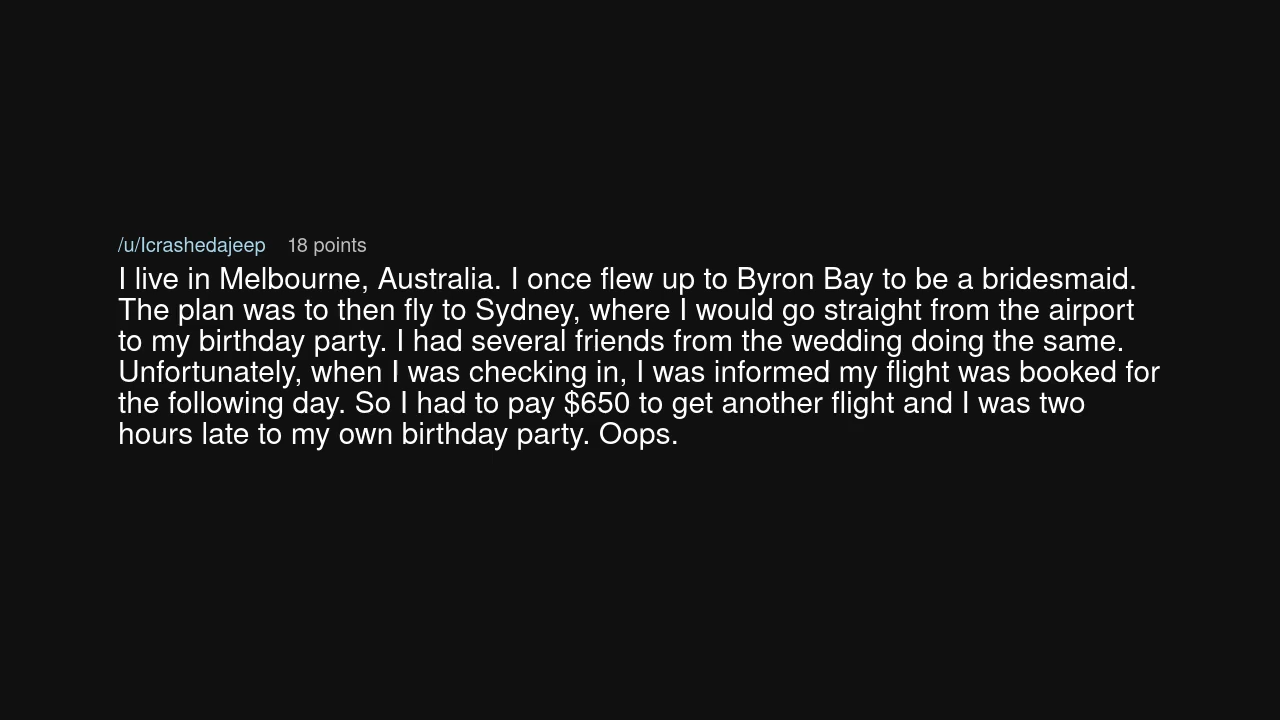 /u/Icrashedajeep 18 points
I live in Melbourne, Australia. I once flew up to Byron Bay to be a bridesmaid.
The plan was to then fly to Sydney, where I would go straight from the airport
to my birthday party. I had several friends from the wedding doing the same.
Unfortunately, when I was checking in, I was informed my flight was booked for
the following day. So I had to pay $650 to get another flight and I was two
hours late to my own birthday party. Oops.